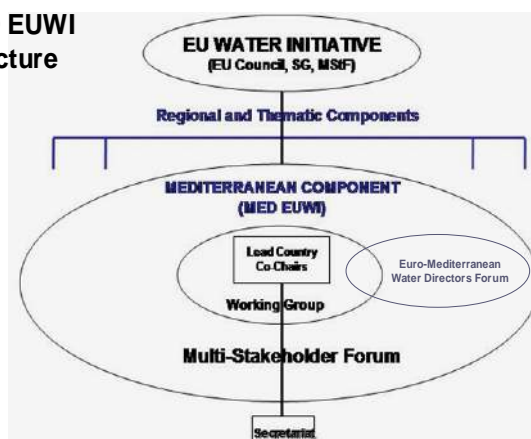 EUWI
cture
EU WATER INITIATIVE
(EU Council, SG, MStF)
Regional and Thematic Components
MEDITERRANEAN COMPONENT
(MED EUWI)
Lead Country
Co-Chairs
Euro-Mediterranean
Water Directors Forum
Working Group
Multi-Stakeholder Forum
Secretariat